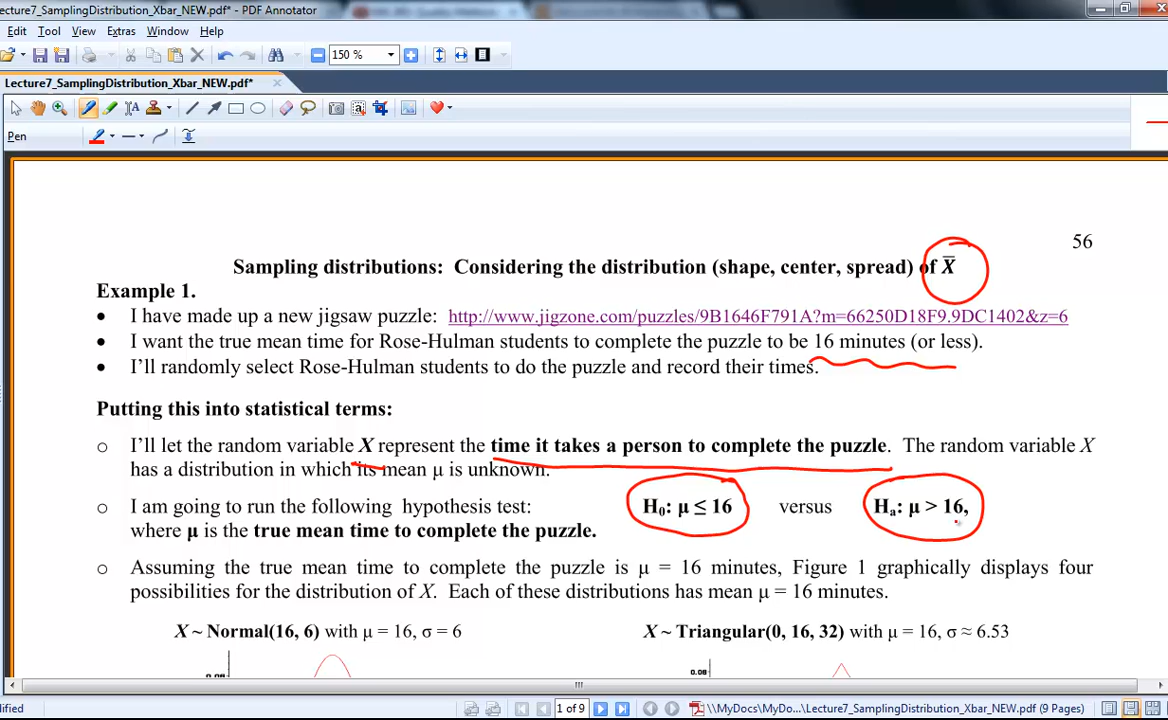 ecture7_SamplingDistribution_Xbar_NEW.pdf* - PDF Annotator
Edit Tool View Extras Window Help
150 %
Lecture7_SamplingDistribution_Xbar_NEW.pdf*
Pen
56
Sampling distributions: Considering the distribution (shape, center, spread) of X̅
Example 1.
• I have made up a new jigsaw puzzle: http://www.jigzone.com/puzzles/9B1646F791A?m=66250D18F9.9DC1402&z=6
• I want the true mean time for Rose-Hulman students to complete the puzzle to be 16 minutes (or less).
• I'll randomly select Rose-Hulman students to do the puzzle and record their times.
Putting this into statistical terms:
o I'll let the random variable X represent the time it takes a person to complete the puzzle. The random variable X
has a distribution in which its mean μ is unknown.
o I am going to run the following hypothesis test: H₀: μ ≤ 16 versus Hₐ: μ > 16,
where μ is the true mean time to complete the puzzle.
o Assuming the true mean time to complete the puzzle is μ = 16 minutes, Figure 1 graphically displays four
possibilities for the distribution of X. Each of these distributions has mean μ = 16 minutes.
X ~ Normal(16, 6) with μ = 16, σ = 6 X ~ Triangular(0, 16, 32) with μ = 16, σ ≈ 6.53
0.08 0.08
ified 1 of 9 \\MyDocs\MyDo...\Lecture7_SamplingDistribution_Xbar_NEW.pdf (9 Pages)